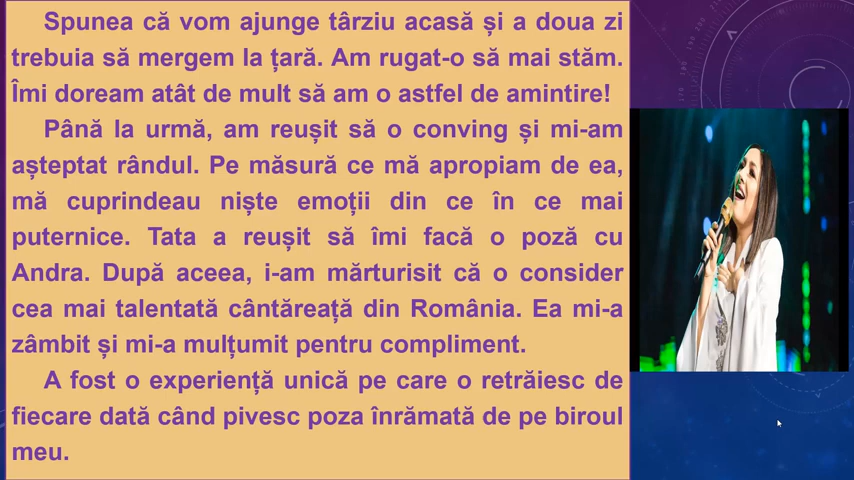 Spunea că vom ajunge târziu acasă și a doua zi
trebuia să mergem la țară. Am rugat-o să mai stăm.
Îmi doream atât de mult să am o astfel de amintire!
Până la urmă, am reușit să o conving și mi-am
așteptat rândul. Pe măsură ce mă apropiam de ea,
mă cuprindeau niște emoții din ce în ce mai
puternice. Tata a reușit să îmi facă o poză cu
Andra. După aceea, i-am mărturisit că o consider
cea mai talentată cântăreață din România. Ea mi-a
zâmbit și mi-a mulțumit pentru compliment.
A fost o experiență unică pe care o retrăiesc de
fiecare dată când pivesc poza înrămată de pe biroul
meu.